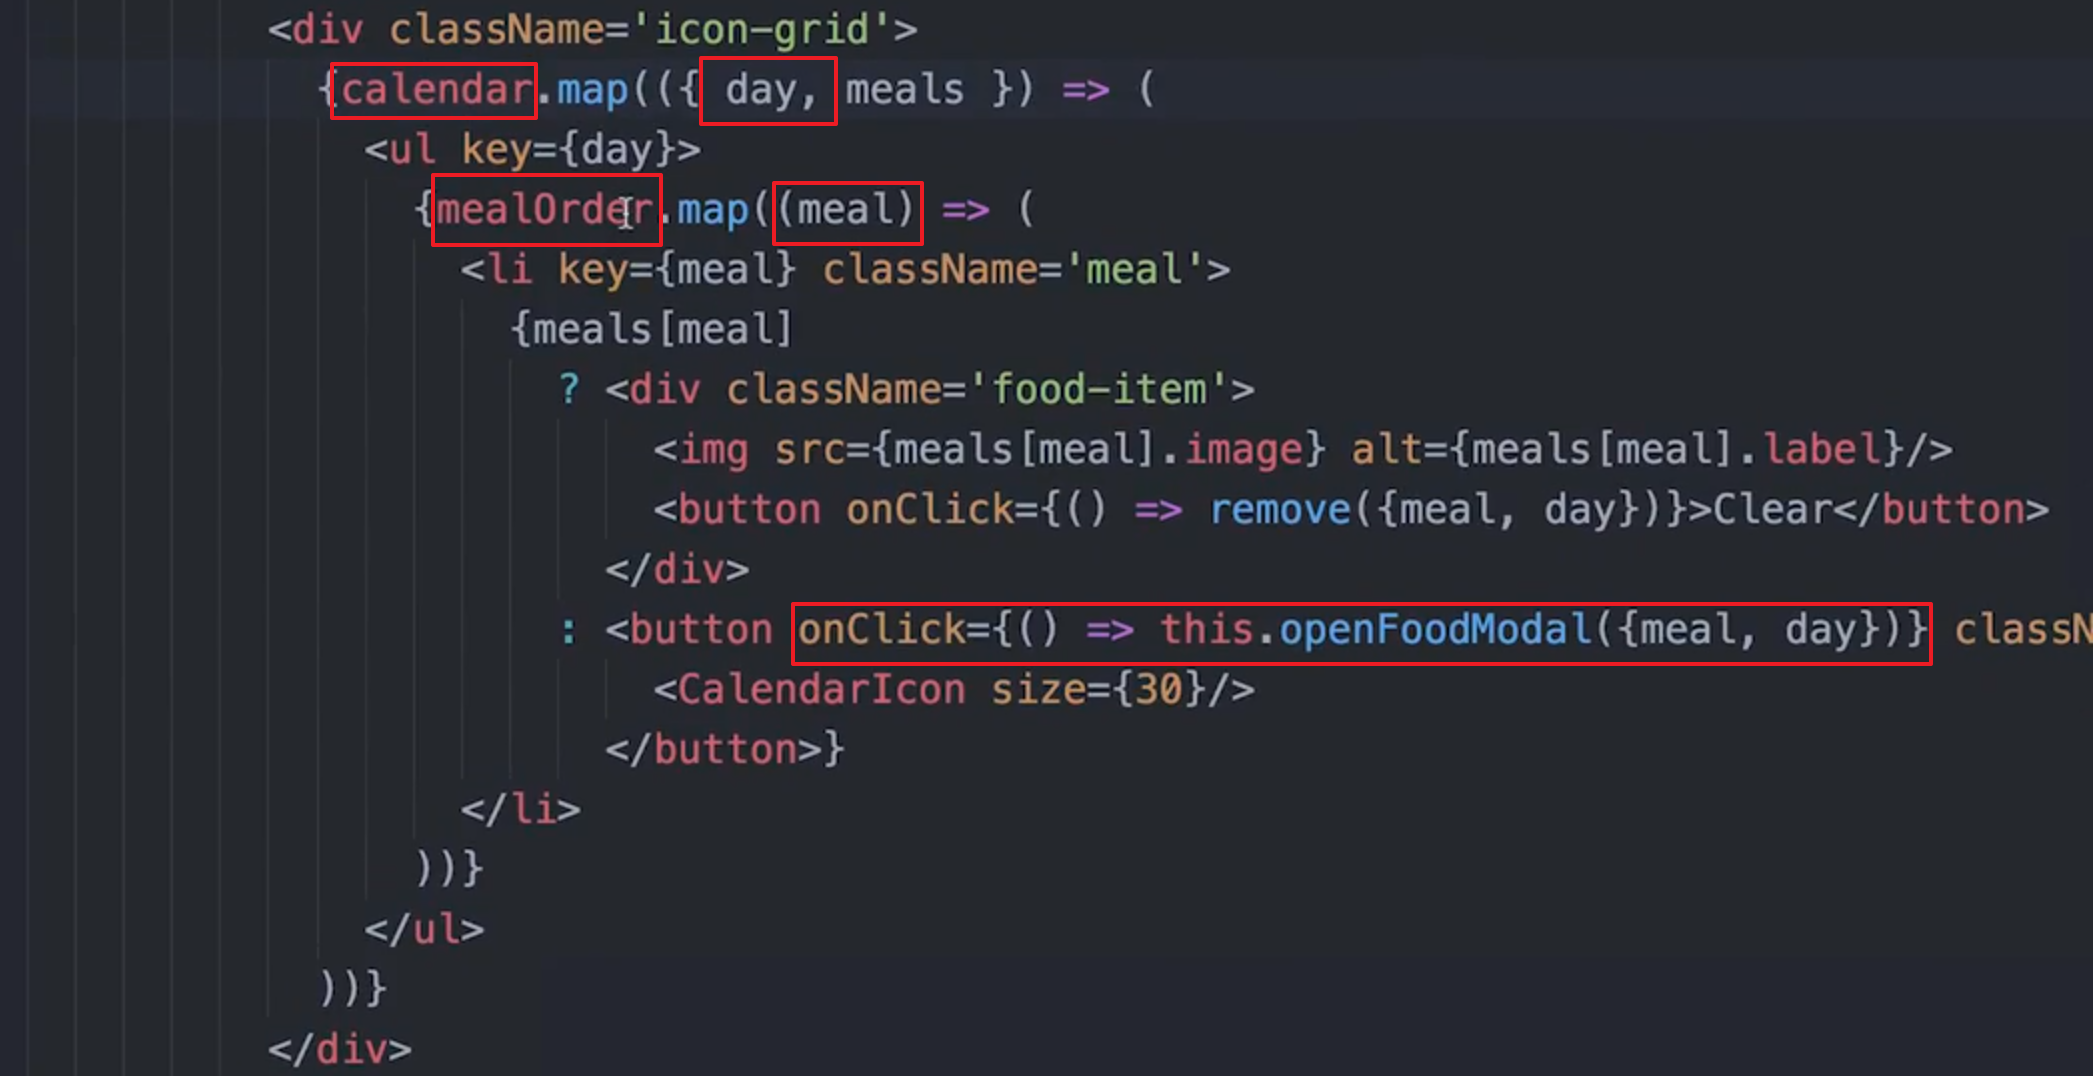 <div className='icon-grid'>
{calendar.map(({ day, meals }) => (
<ul key={day}>
{mealOrder.map((meal) => (
<li key={meal} className='meal'>
{meals[meal]
? <div className='food-item'>
<img src={meals[meal].image} alt={meals[meal].label}/>
<button onClick={() => remove({meal, day})}>Clear</button>
</div>
: <button onClick={() => this.openFoodModal({meal, day})} classN
<CalendarIcon size={30}/>
</button>}
</li>
))}
</ul>
))}
</div>